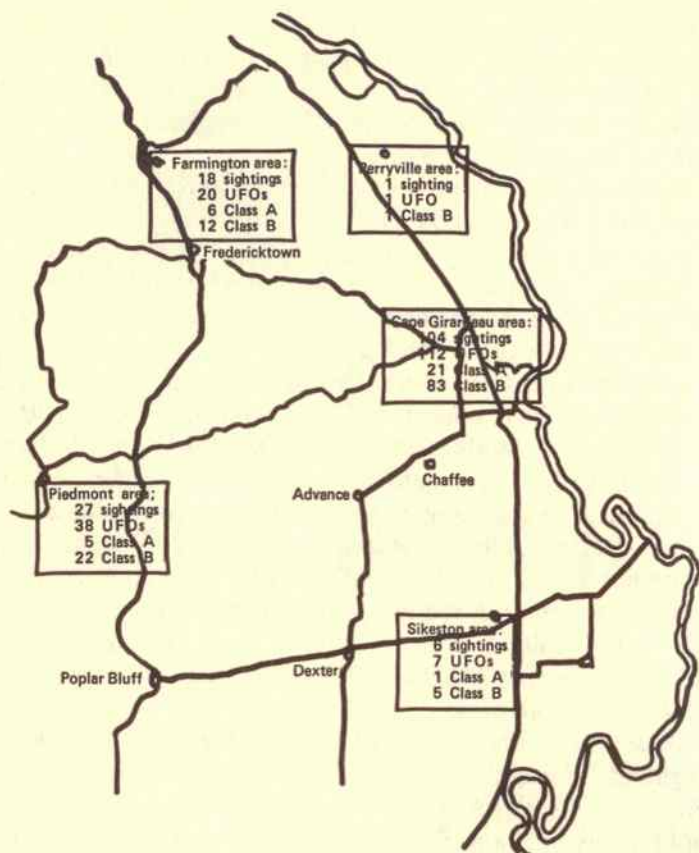 Farmington area:
18 sightings
20 UFOs
6 Class A
12 Class B
Perryville area:
1 sighting
1 UFO
1 Class B
Fredericktown
Cape Girardeau area:
104 sightings
112 UFOs
21 Class A
83 Class B
Chaffee
Advance
Piedmont area;
27 sightings
38 UFOs
5 Class A
22 Class B
Sikeston area:
6 sightings
7 UFOs
1 Class A
5 Class B
Dexter
Poplar Bluff